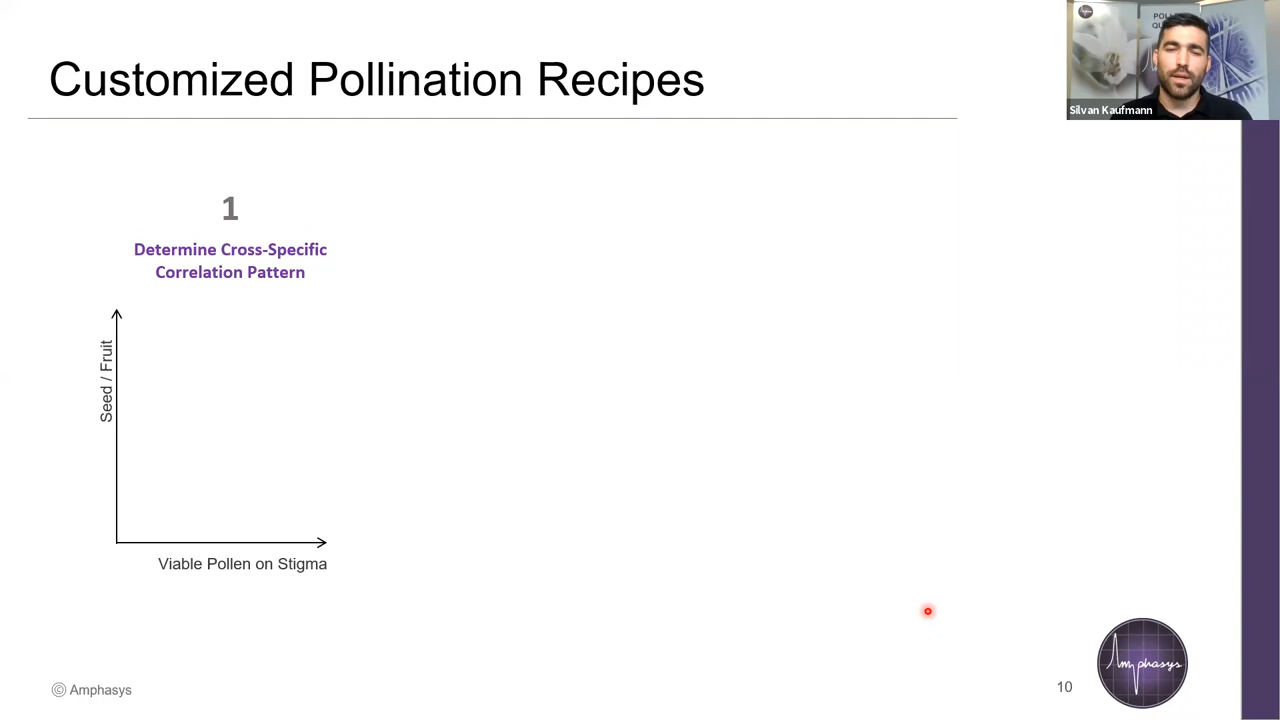 Customized Pollination Recipes
Silvan Kaufmann
1
Determine Cross-Specific
Correlation Pattern
Seed / Fruit
Viable Pollen on Stigma
© Amphasys
10
Amphasys